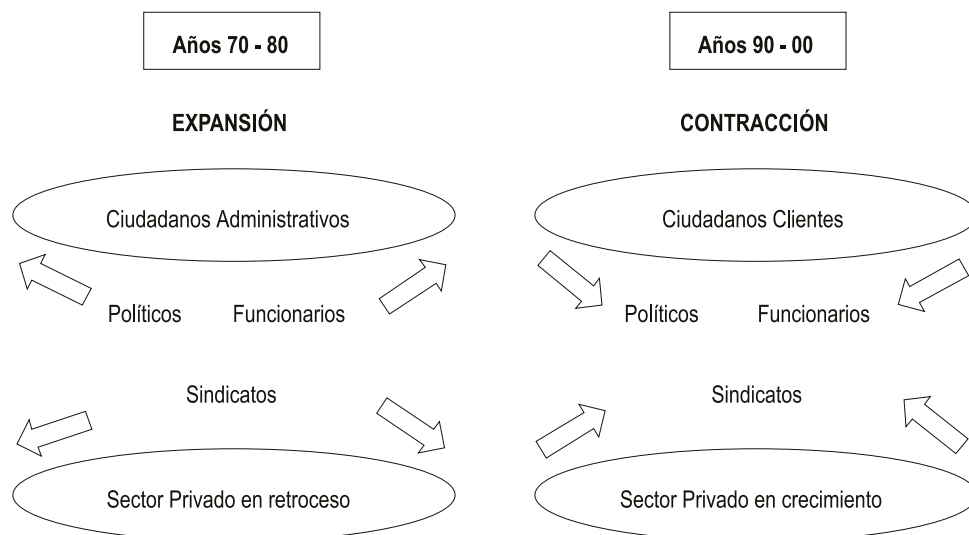 Años 70 - 80
EXPANSIÓN
Ciudadanos Administrativos
Políticos
Funcionarios
Sindicatos
Sector Privado en retroceso
Años 90 - 00
CONTRACCIÓN
Ciudadanos Clientes
Políticos
Funcionarios
Sindicatos
Sector Privado en crecimiento